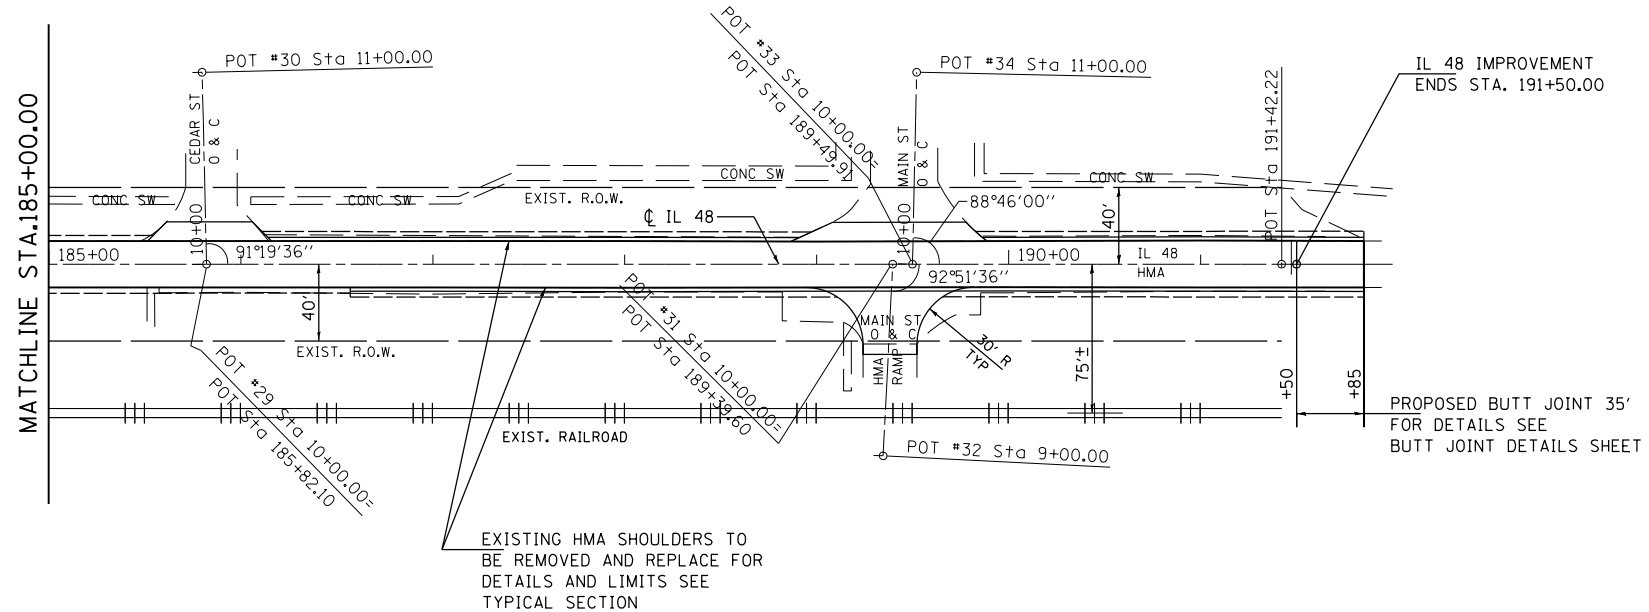 MATCHLINE STA.185+00.00
POT #30 Sta 11+00.00
CEDAR ST
O & C
10+00
CONC SW
CONC SW
EXIST. R.O.W.
CONC SW
CONC SW
POT #33 Sta 10+00.00=
POT Sta 189+49.91
POT #34 Sta 11+00.00
MAIN ST
O & C
10+00
88°46'00''
40'
POT Sta 191+42.22
IL 48 IMPROVEMENT
ENDS STA. 191+50.00
℄ IL 48
185+00
91°19'36''
190+00
IL 48
HMA
92°51'36''
40'
EXIST. R.O.W.
POT #29 Sta 10+00.00=
POT Sta 185+82.10
POT #31 Sta 10+00.00=
POT Sta 189+39.60
MAIN ST
O & C
HMA
RAMP
30' R
TYP
75'±
+50
+85
PROPOSED BUTT JOINT 35'
FOR DETAILS SEE
BUTT JOINT DETAILS SHEET
EXIST. RAILROAD
POT #32 Sta 9+00.00
EXISTING HMA SHOULDERS TO
BE REMOVED AND REPLACE FOR
DETAILS AND LIMITS SEE
TYPICAL SECTION